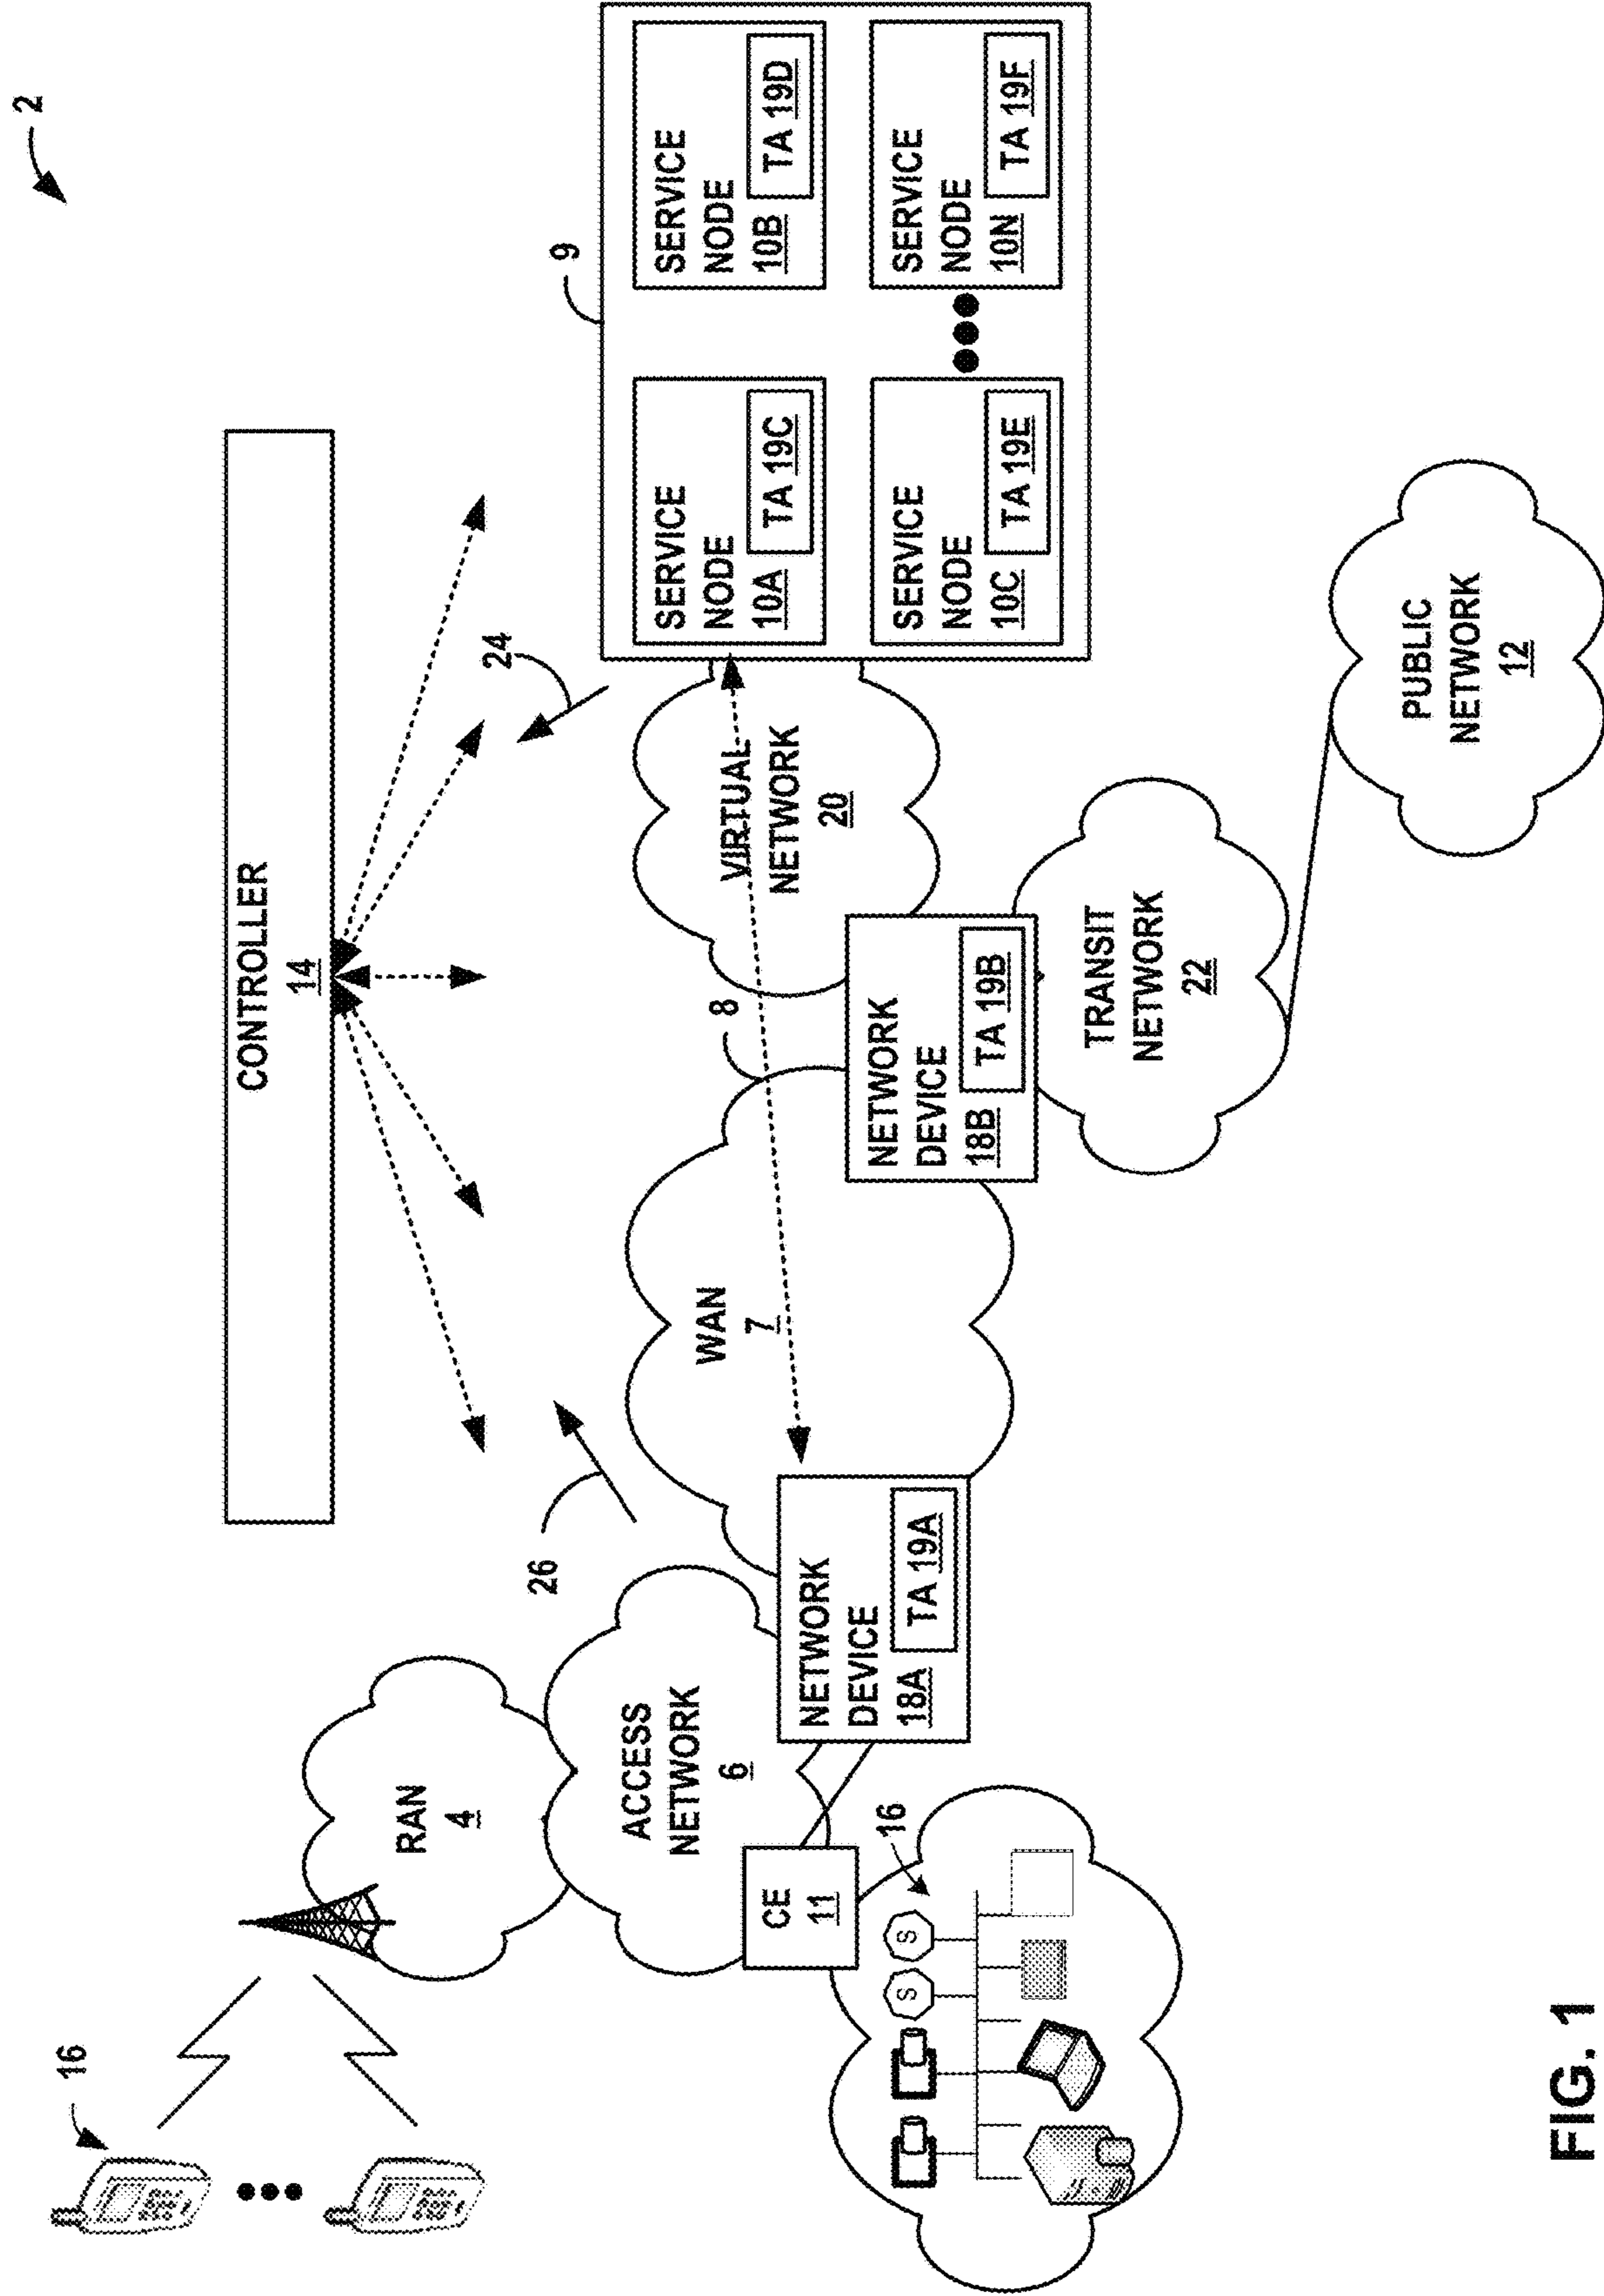 2
CONTROLLER
14
16
RAN
4
26
24
9
ACCESS
NETWORK
6
WAN
7
8
VIRTUAL
NETWORK
20
SERVICE
NODE
10A
TA 19C
SERVICE
NODE
10B
TA 19D
SERVICE
NODE
10C
TA 19E
SERVICE
NODE
10N
TA 19F
CE
11
NETWORK
DEVICE
18A
TA 19A
NETWORK
DEVICE
18B
TA 19B
16
S
S
TRANSIT
NETWORK
22
PUBLIC
NETWORK
12
FIG. 1